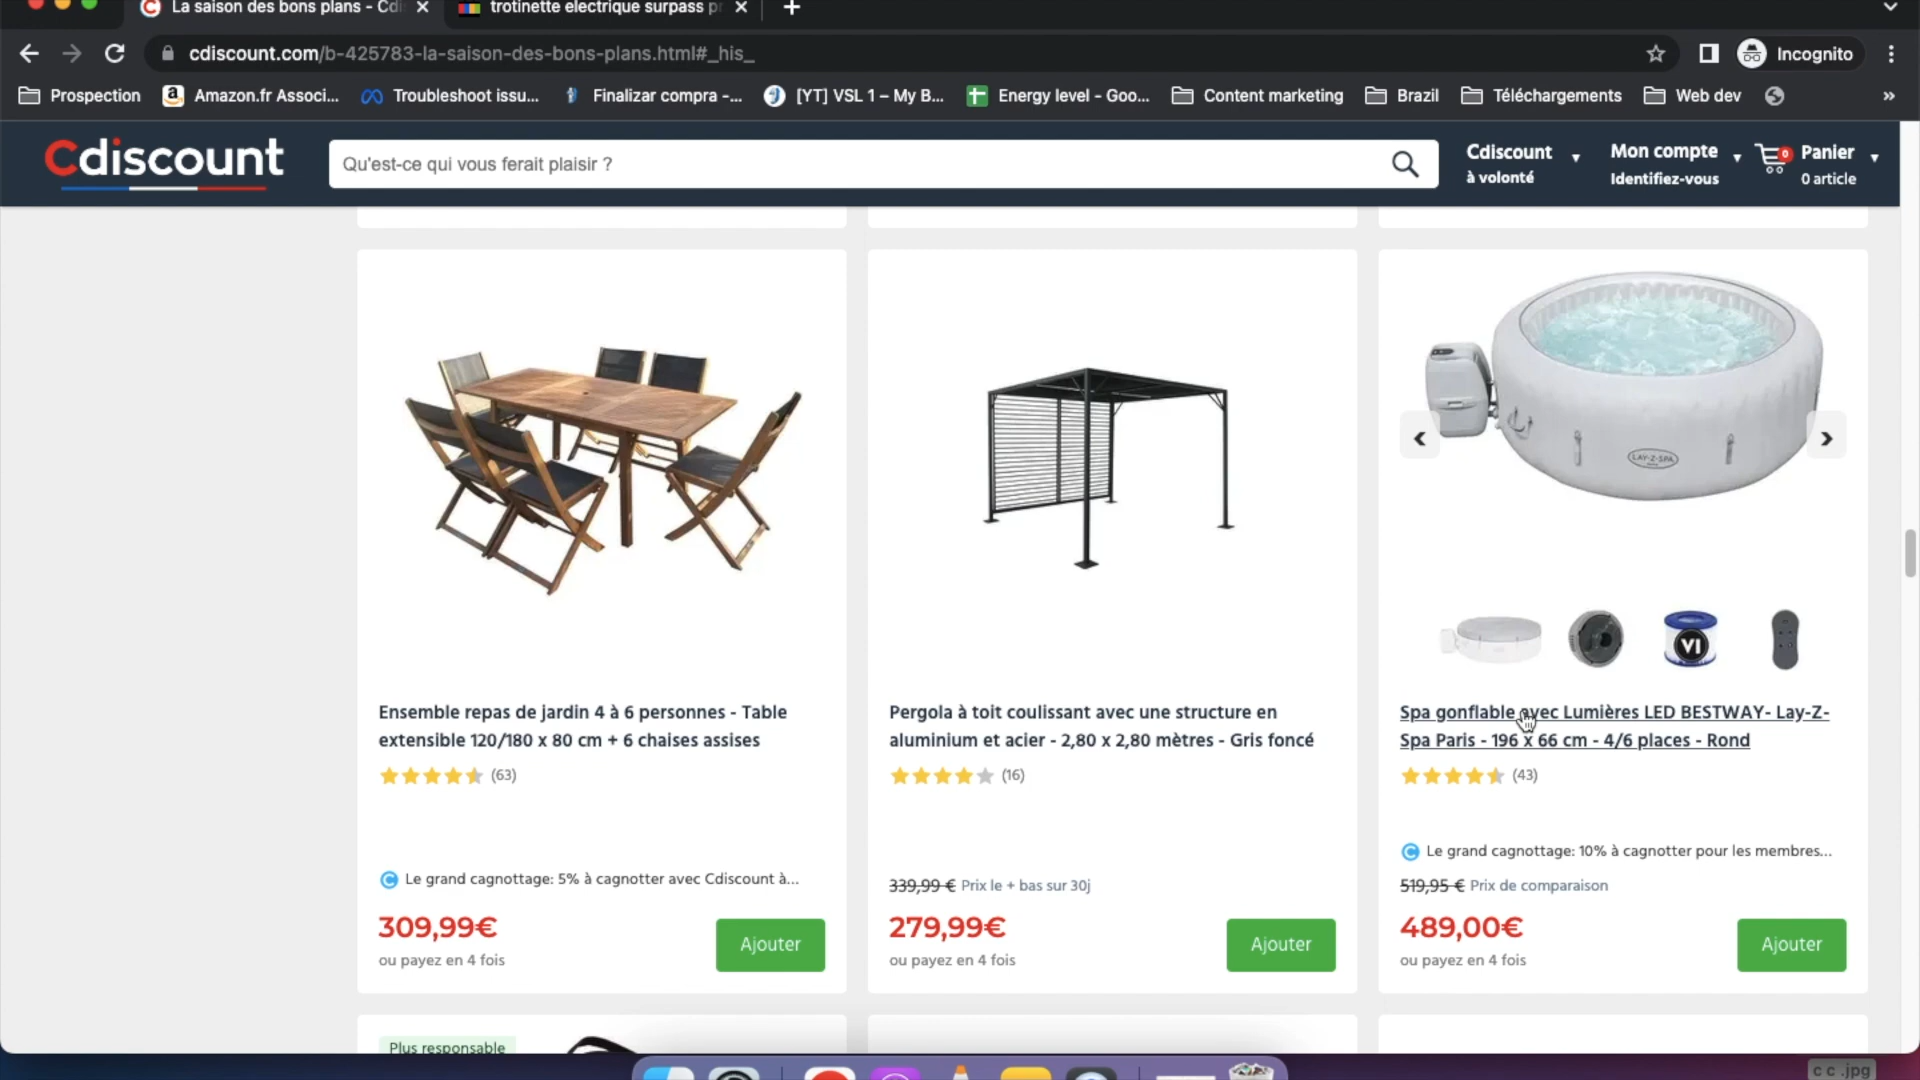 La saison des bons plans - Cdi
trotinette electrique surpass pr
cdiscount.com/b-425783-la-saison-des-bons-plans.html#_his_
Incognito
Prospection
Amazon.fr Associ...
Troubleshoot issu...
Finalizar compra -...
[YT] VSL 1 – My B...
Energy level - Goo...
Content marketing
Brazil
Téléchargements
Web dev
»
Cdiscount
Qu'est-ce qui vous ferait plaisir ?
Cdiscount
à volonté
Mon compte
Identifiez-vous
0
Panier
0 article
LAY-Z-SPA
VI
Ensemble repas de jardin 4 à 6 personnes - Table
extensible 120/180 x 80 cm + 6 chaises assises
(63)
Le grand cagnottage: 5% à cagnotter avec Cdiscount à...
309,99€
ou payez en 4 fois
Ajouter
Pergola à toit coulissant avec une structure en
aluminium et acier - 2,80 x 2,80 mètres - Gris foncé
(16)
339,99 € Prix le + bas sur 30j
279,99€
ou payez en 4 fois
Ajouter
Spa gonflable avec Lumières LED BESTWAY- Lay-Z-
Spa Paris - 196 x 66 cm - 4/6 places - Rond
(43)
Le grand cagnottage: 10% à cagnotter pour les membres...
519,95 € Prix de comparaison
489,00€
ou payez en 4 fois
Ajouter
Plus responsable
c c .jpg